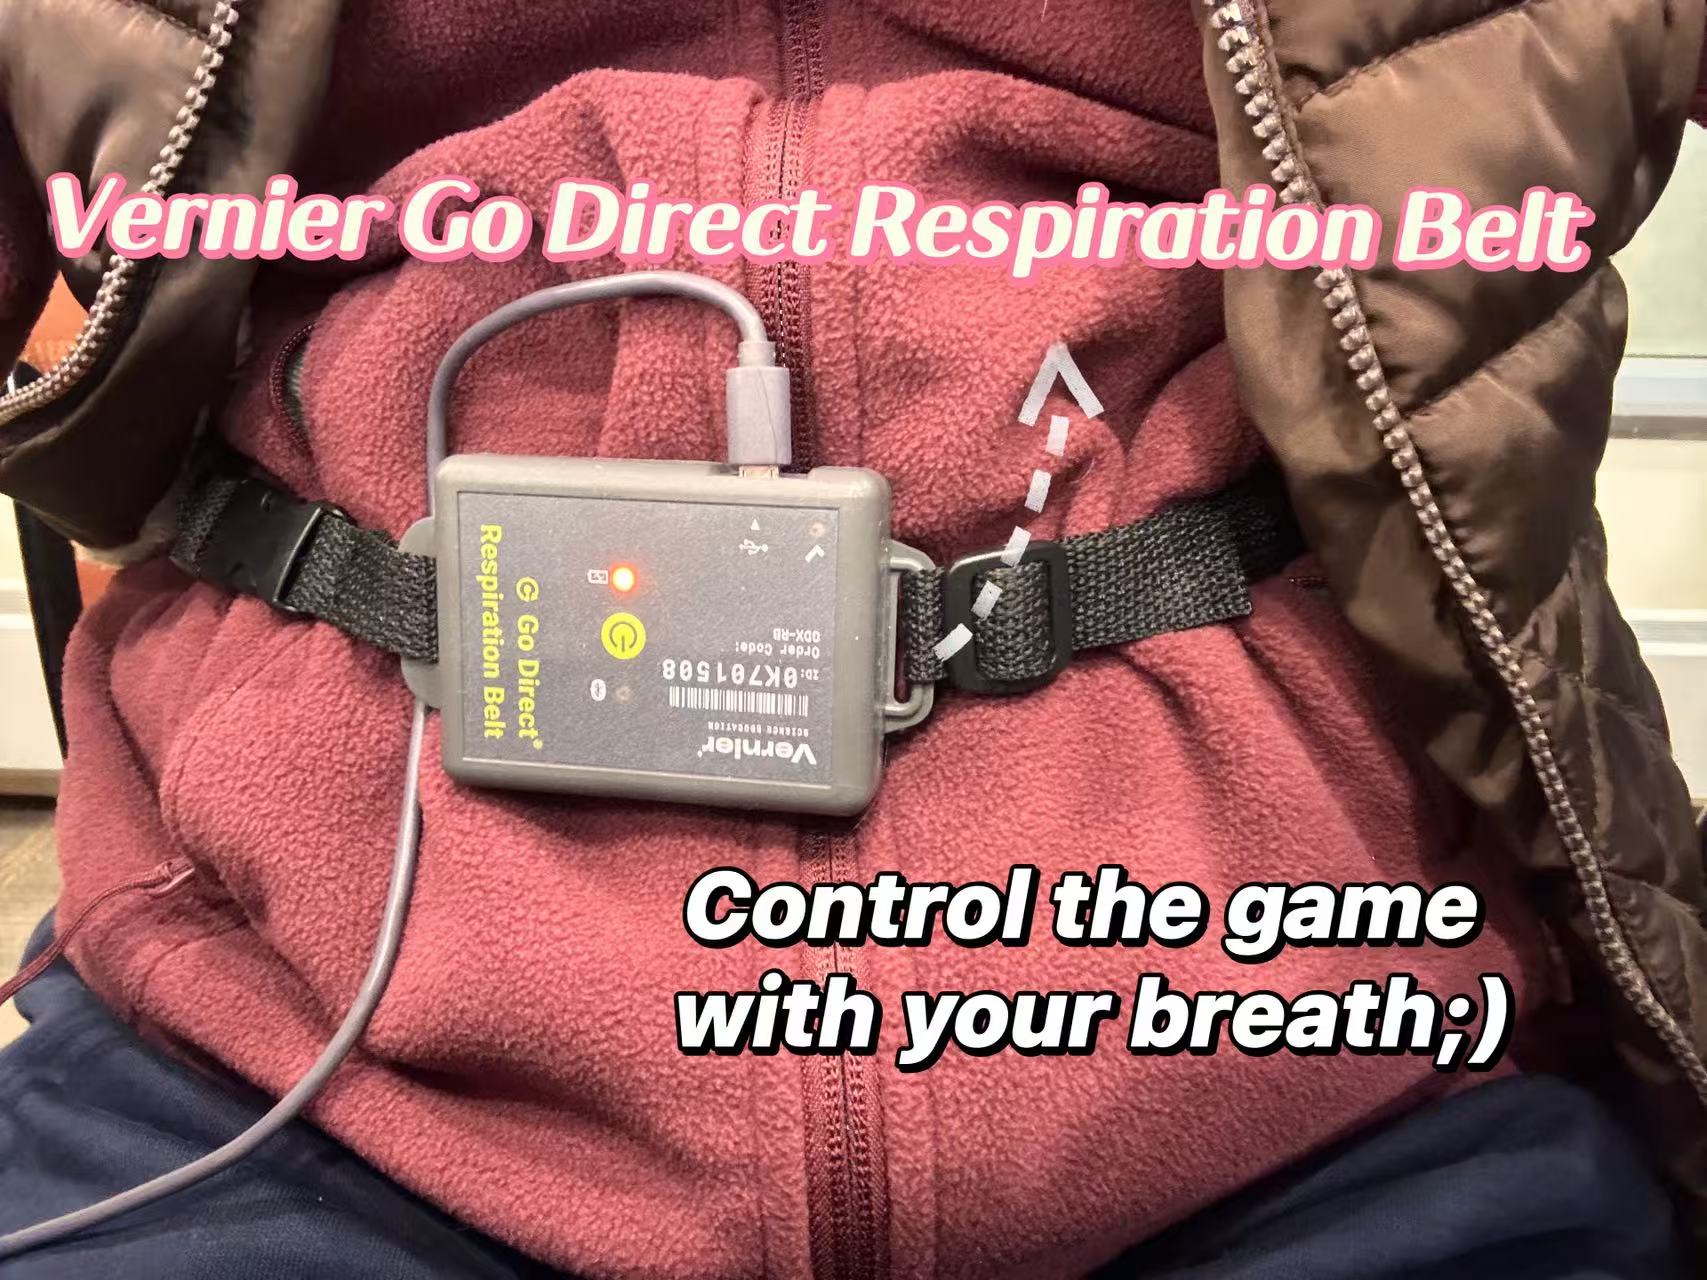 Vernier Go Direct Respiration Belt
Go Direct®
Respiration Belt
Vernier
SCIENCE EDUCATION
ID: 0K701508
Order Code:
GDX-RB
Control the game
with your breath;)